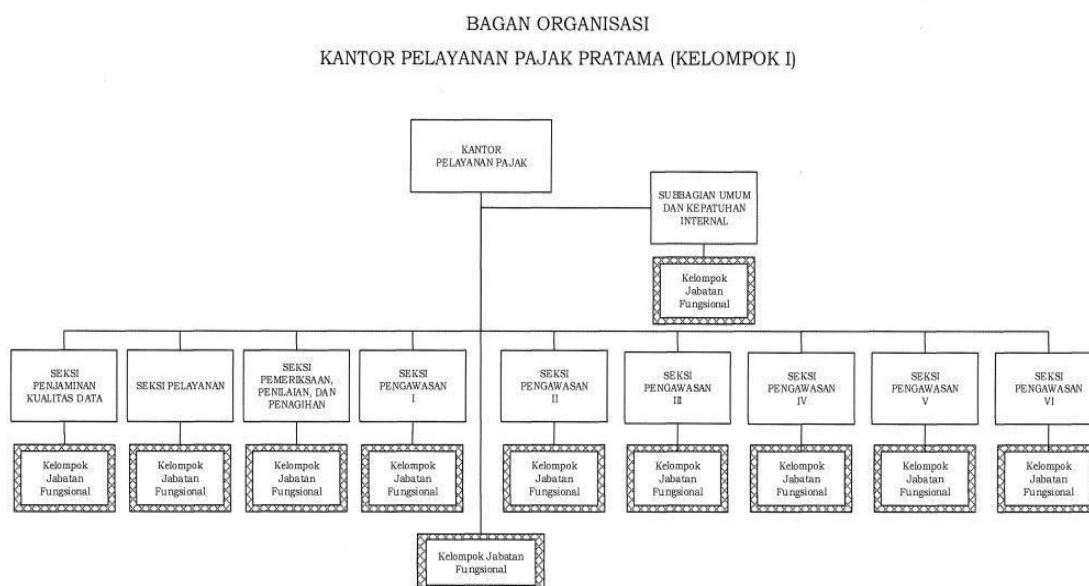 BAGAN ORGANISASI
KANTOR PELAYANAN PAJAK PRATAMA (KELOMPOK I)
KANTOR
PELAYANAN PAJAK
SUBBAGIAN UMUM
DAN KEPATUHAN
INTERNAL
Kelompok
Jabatan
Fungsional
SEKSI
PENJAMINAN
KUALITAS DATA
SEKSI PELAYANAN
SEKSI
PEMERIKSAAN,
PENILAIAN, DAN
PENAGIHAN
SEKSI
PENGAWASAN
I
SEKSI
PENGAWASAN
II
SEKSI
PENGAWASAN
III
SEKSI
PENGAWASAN
IV
SEKSI
PENGAWASAN
V
SEKSI
PENGAWASAN
VI
Kelompok
Jabatan
Fungsional
Kelompok
Jabatan
Fungsional
Kelompok
Jabatan
Fungsional
Kelompok
Jabatan
Fungsional
Kelompok
Jabatan
Fungsional
Kelompok
Jabatan
Fungsional
Kelompok
Jabatan
Fungsional
Kelompok
Jabatan
Fungsional
Kelompok
Jabatan
Fungsional
Kelompok Jabatan
Fungsional